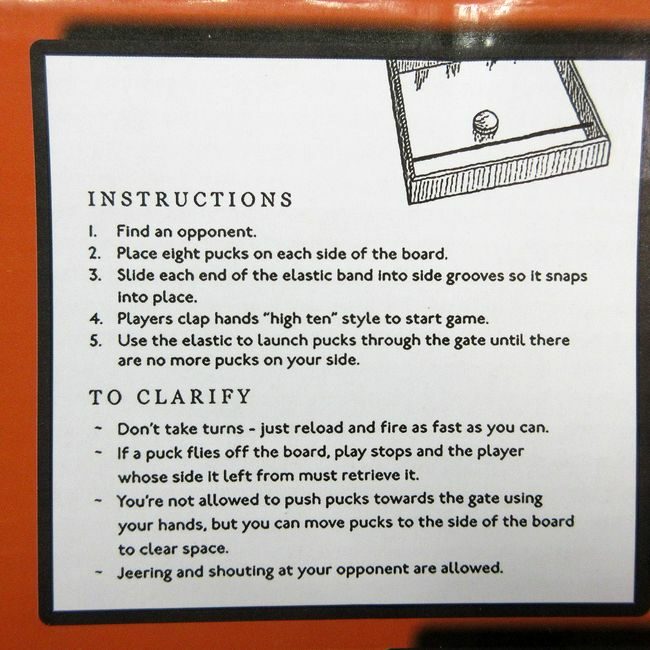 INSTRUCTIONS
1. Find an opponent.
2. Place eight pucks on each side of the board.
3. Slide each end of the elastic band into side grooves so it snaps
into place.
4. Players clap hands “high ten” style to start game.
5. Use the elastic to launch pucks through the gate until there
are no more pucks on your side.
TO CLARIFY
~ Don't take turns - just reload and fire as fast as you can.
~ If a puck flies off the board, play stops and the player
whose side it left from must retrieve it.
~ You're not allowed to push pucks towards the gate using
your hands, but you can move pucks to the side of the board
to clear space.
~ Jeering and shouting at your opponent are allowed.